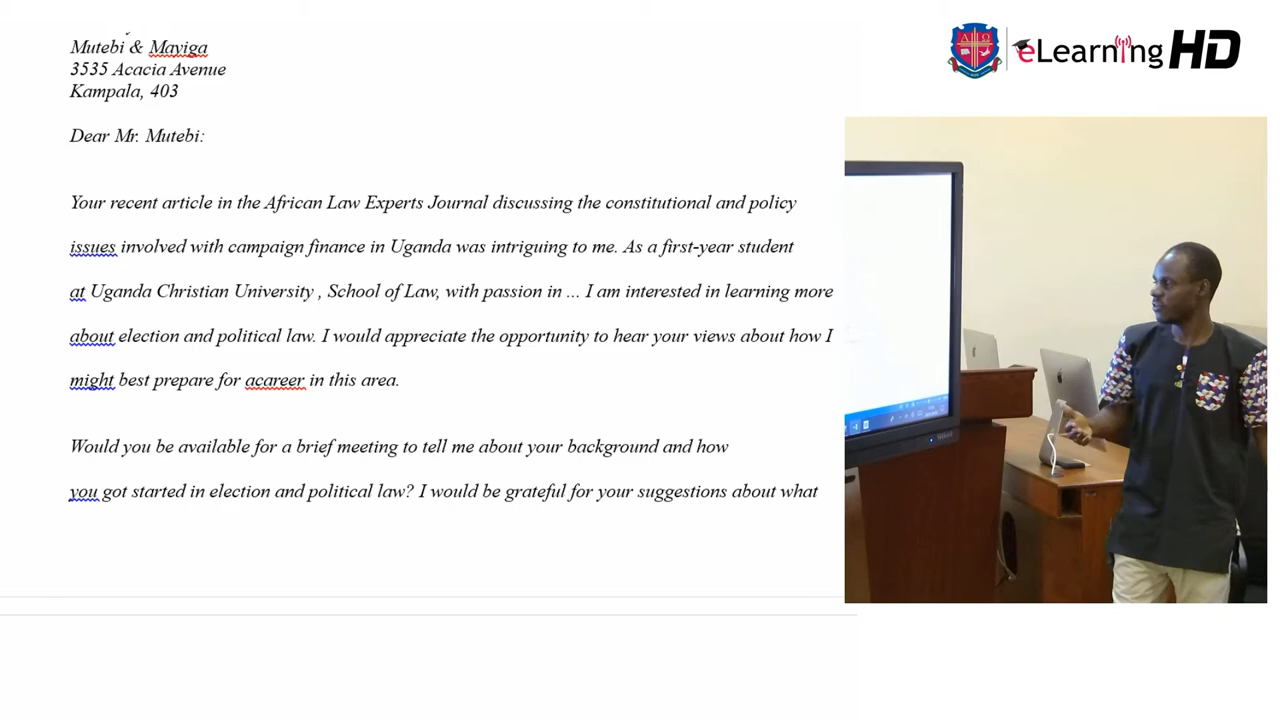 Mutebi & Mayiga
3535 Acacia Avenue
Kampala, 403
Dear Mr. Mutebi:
Your recent article in the African Law Experts Journal discussing the constitutional and policy
issues involved with campaign finance in Uganda was intriguing to me. As a first-year student
at Uganda Christian University , School of Law, with passion in ... I am interested in learning more
about election and political law. I would appreciate the opportunity to hear your views about how I
might best prepare for acareer in this area.
Would you be available for a brief meeting to tell me about your background and how
you got started in election and political law? I would be grateful for your suggestions about what
eLearning HD